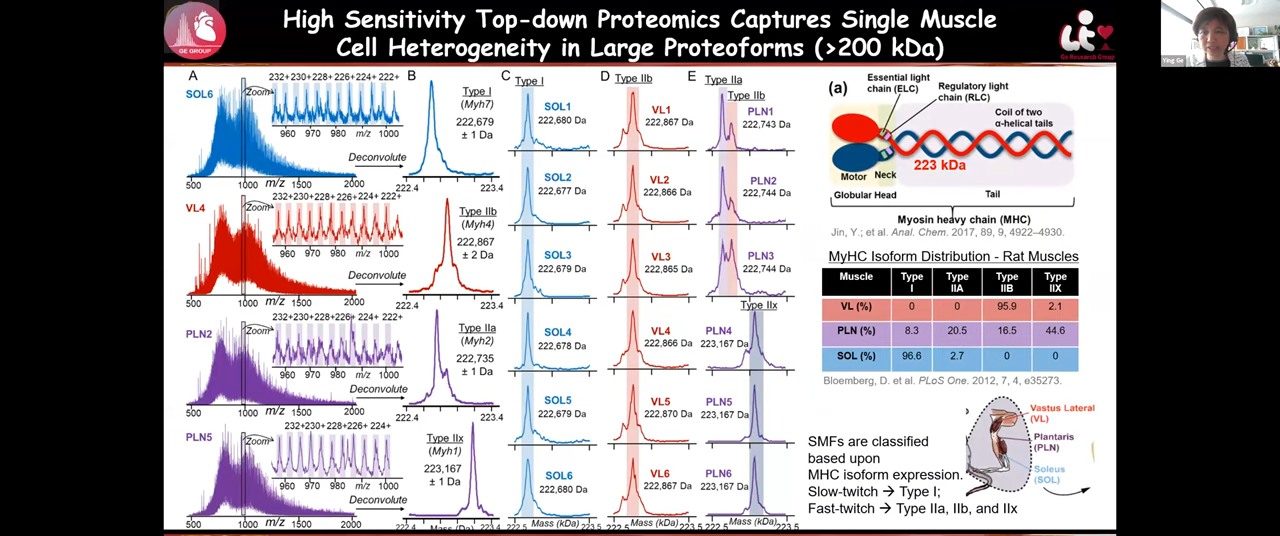 High Sensitivity Top-down Proteomics Captures Single Muscle
Cell Heterogeneity in Large Proteoforms (>200 kDa)
GE GROUP
Ge Research Group
Ying Ge
A
SOL6
Zoom
232+ 230+ 228+ 226+ 224+ 222+
960 970 980 990 m/z 1000
Deconvolute
500 1000 m/z 1500 2000
VL4
Zoom
232+ 230+ 228+ 226+ 224+ 222+
960 970 980 990 m/z 1000
Deconvolute
500 1000 1500 2000
m/z
PLN2
Zoom
232+ 230+ 228+ 226+ 224+ 222+
960 970 980 990 m/z 1000
Deconvolute
500 1000 1500 2000
m/z
PLN5
Zoom
232+ 230+ 228+ 226+ 224+
960 970 980 990 m/z 1000
Deconvolute
500 1000 1500 2000
m/z
B
Type I
(Myh7)
222,679
± 1 Da
222.4 223.4
Type IIb
(Myh4)
222,867
± 2 Da
Type IIa
(Myh2)
222,735
± 1 Da
222.4 223.4
Type IIx
(Myh1)
223,167
± 1 Da
222.4 223.4
Mass (Da)
C
Type I
SOL1
222,680 Da
SOL2
222,677 Da
SOL3
222,679 Da
SOL4
222,678 Da
SOL5
222,679 Da
SOL6
222,680 Da
222.5 Mass (kDa) 223.5
D
Type IIb
VL1
222,867 Da
VL2
222,866 Da
VL3
222,865 Da
VL4
222,866 Da
VL5
222,870 Da
VL6
222,867 Da
222.5 Mass (kDa) 223.5
E
Type IIa
Type IIb
PLN1
222,743 Da
PLN2
222,744 Da
PLN3
222,744 Da
Type IIx
PLN4
223,167 Da
PLN5
223,167 Da
PLN6
223,167 Da
222.5 Mass (kDa) 223.5
(a)
Essential light
chain (ELC)
Regulatory light
chain (RLC)
Coil of two
α-helical tails
223 kDa
Motor Neck
Globular Head Tail
Myosin heavy chain (MHC)
Jin, Y.; et al. Anal. Chem. 2017, 89, 9, 4922–4930.
MyHC Isoform Distribution - Rat Muscles
Muscle Type I Type IIA Type IIB Type IIX
VL (%) 0 0 95.9 2.1
PLN (%) 8.3 20.5 16.5 44.6
SOL (%) 96.6 2.7 0 0
Bloemberg, D. et al. PLoS One. 2012, 7, 4, e35273.
SMFs are classified
based upon
MHC isoform expression.
Slow-twitch → Type I;
Fast-twitch → Type IIa, IIb, and IIx
Vastus Lateral
(VL)
Plantaris
(PLN)
Soleus
(SOL)